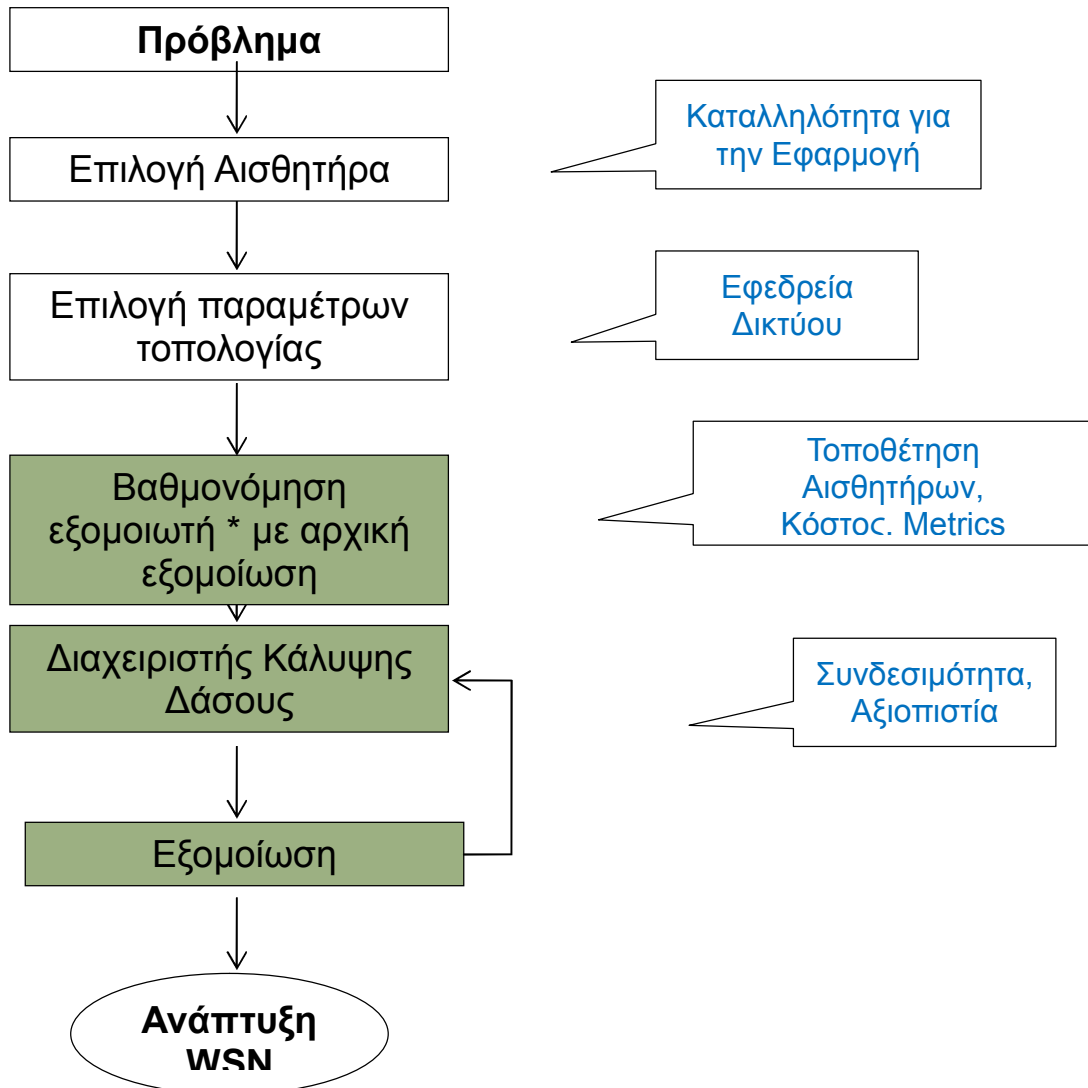 Πρόβλημα
Καταλληλότητα για
την Εφαρμογή
Επιλογή Αισθητήρα
Επιλογή παραμέτρων
τοπολογίας
Εφεδρεία
Δικτύου
Βαθμονόμηση
εξομοιωτή * με αρχική
εξομοίωση
Τοποθέτηση
Αισθητήρων,
Κόστος. Metrics
Διαχειριστής Κάλυψης
Δάσους
Συνδεσιμότητα,
Αξιοπιστία
Εξομοίωση
Ανάπτυξη
WSN